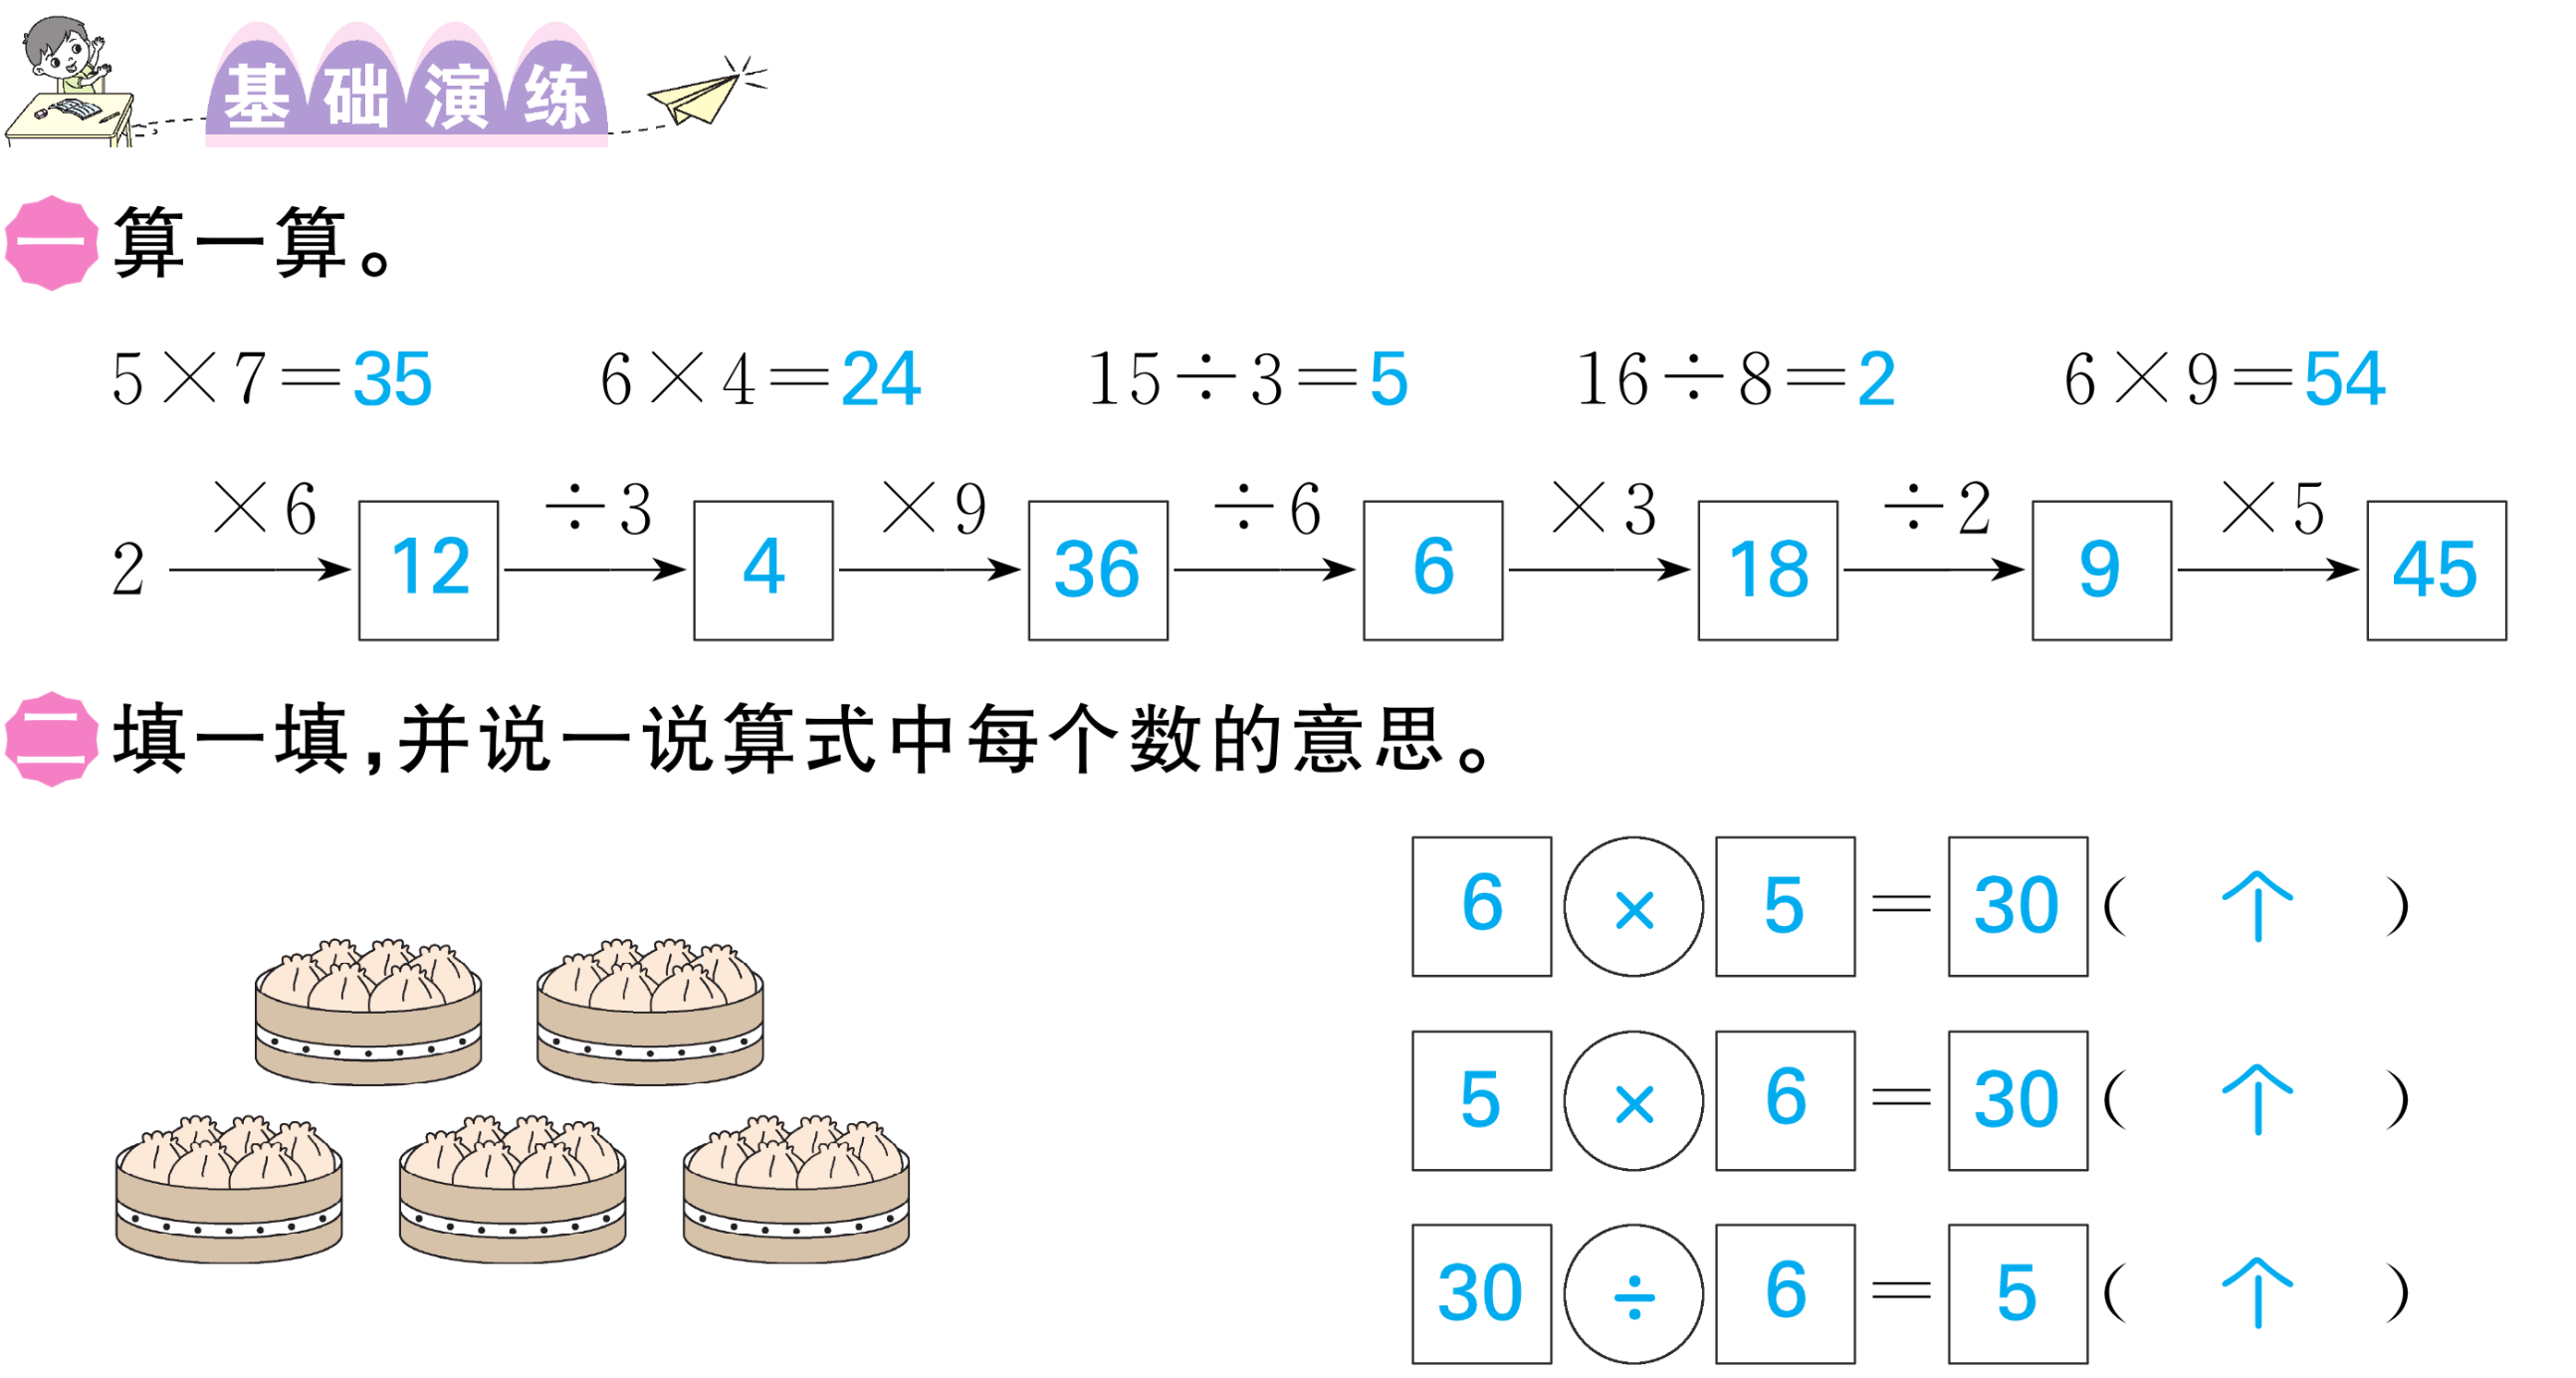 基础演练
一 算一算。
5×7=35 6×4=24 15÷3=5 16÷8=2 6×9=54
2 ×6 12 ÷3 4 ×9 36 ÷6 6 ×3 18 ÷2 9 ×5 45
二 填一填,并说一说算式中每个数的意思。
6 × 5 = 30 ( 个 )
5 × 6 = 30 ( 个 )
30 ÷ 6 = 5 ( 个 )